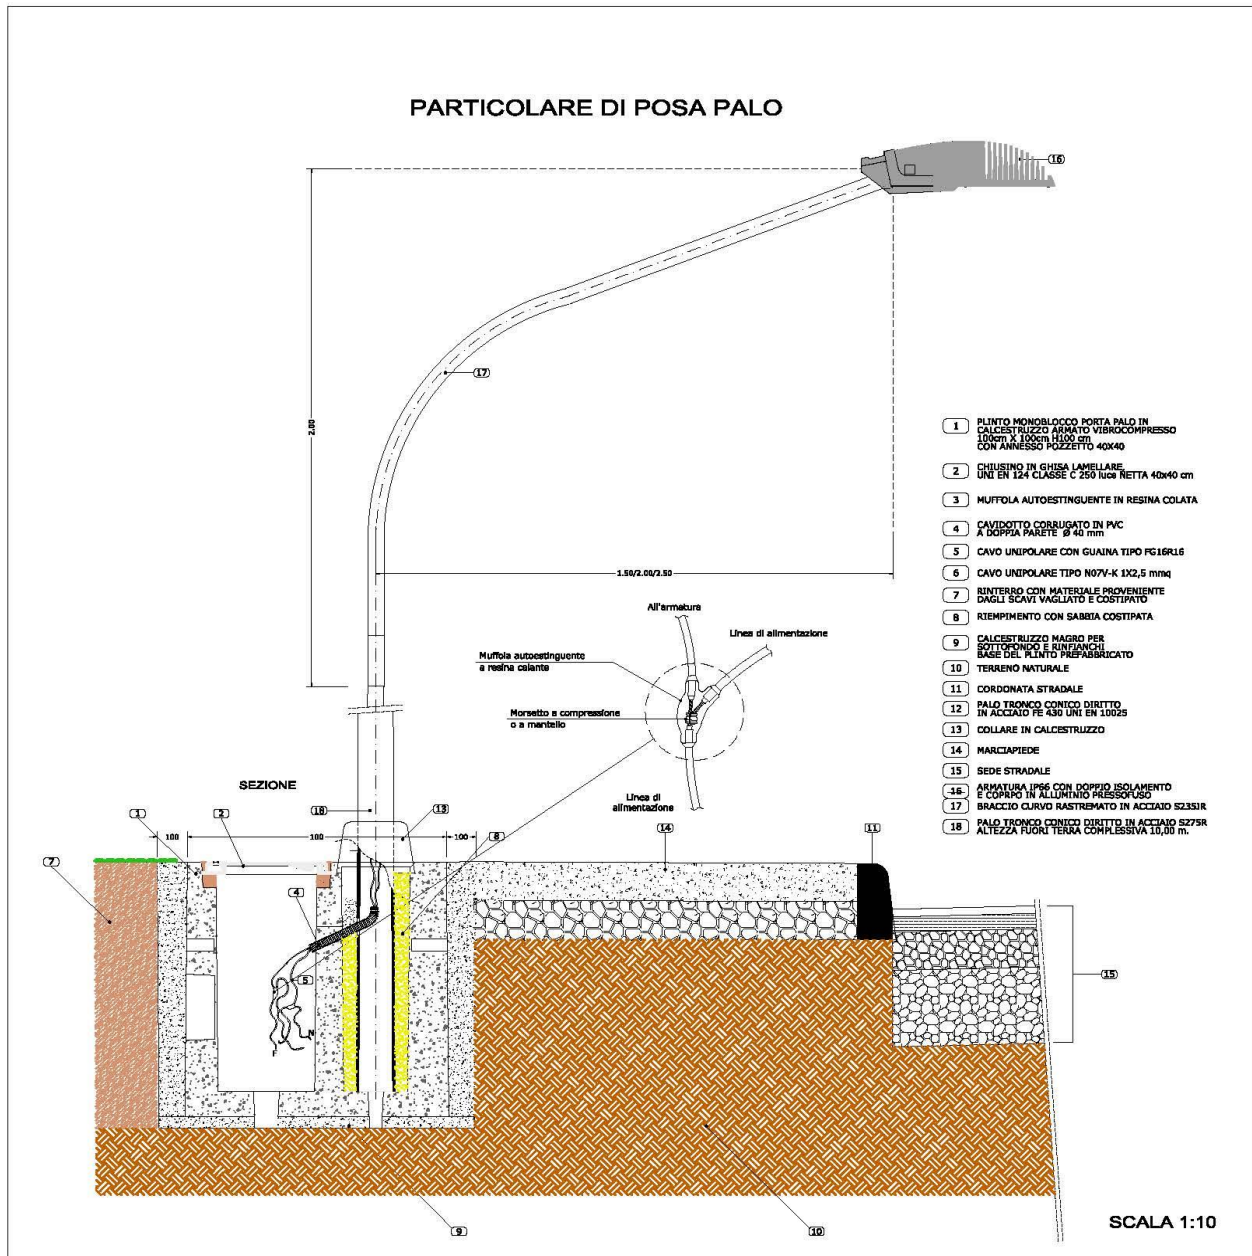 PARTICOLARE DI POSA PALO
16
17
2.00
1.50/2.00/2.50
All'armatura
Linea di alimentazione
Muffola autoestinguente
a resina calante
Morsetto a compressione
o a mantello
Linea di
alimentazione
SEZIONE
1
2
18
13
100
100
100
8
14
11
7
4
5
N
F
15
9
10
1 PLINTO MONOBLOCCO PORTA PALO IN
CALCESTRUZZO ARMATO VIBROCOMPRESSO
100cm X 100cm H100 cm
CON ANNESSO POZZETTO 40X40
2 CHIUSINO IN GHISA LAMELLARE
UNI EN 124 CLASSE C 250 luce NETTA 40x40 cm
3 MUFFOLA AUTOESTINGUENTE IN RESINA COLATA
4 CAVIDOTTO CORRUGATO IN PVC
A DOPPIA PARETE Ø 40 mm
5 CAVO UNIPOLARE CON GUAINA TIPO FG16R16
6 CAVO UNIPOLARE TIPO N07V-K 1X2,5 mmq
7 RINTERRO CON MATERIALE PROVENIENTE
DAGLI SCAVI VAGLIATO E COSTIPATO
8 RIEMPIMENTO CON SABBIA COSTIPATA
9 CALCESTRUZZO MAGRO PER
SOTTOFONDO E RINFIANCHI
BASE DEL PLINTO PREFABBRICATO
10 TERRENO NATURALE
11 CORDONATA STRADALE
12 PALO TRONCO CONICO DIRITTO
IN ACCIAIO FE 430 UNI EN 10025
13 COLLARE IN CALCESTRUZZO
14 MARCIAPIEDE
15 SEDE STRADALE
16 ARMATURA IP66 CON DOPPIO ISOLAMENTO
E COPRPO IN ALLUMINIO PRESSOFUSO
17 BRACCIO CURVO RASTREMATO IN ACCIAIO S235JR
18 PALO TRONCO CONICO DIRITTO IN ACCIAIO S275R
ALTEZZA FUORI TERRA COMPLESSIVA 10,00 m.
SCALA 1:10